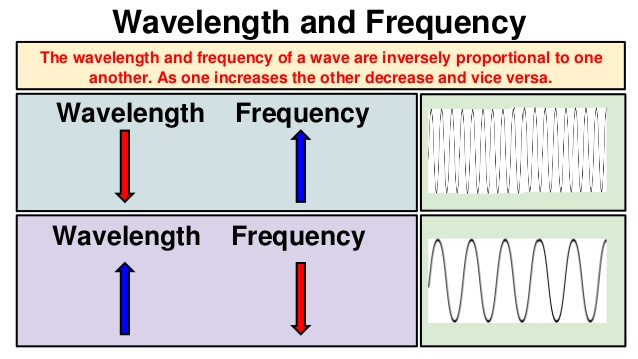 Wavelength and Frequency
The wavelength and frequency of a wave are inversely proportional to one
another. As one increases the other decrease and vice versa.
Wavelength Frequency
Wavelength Frequency